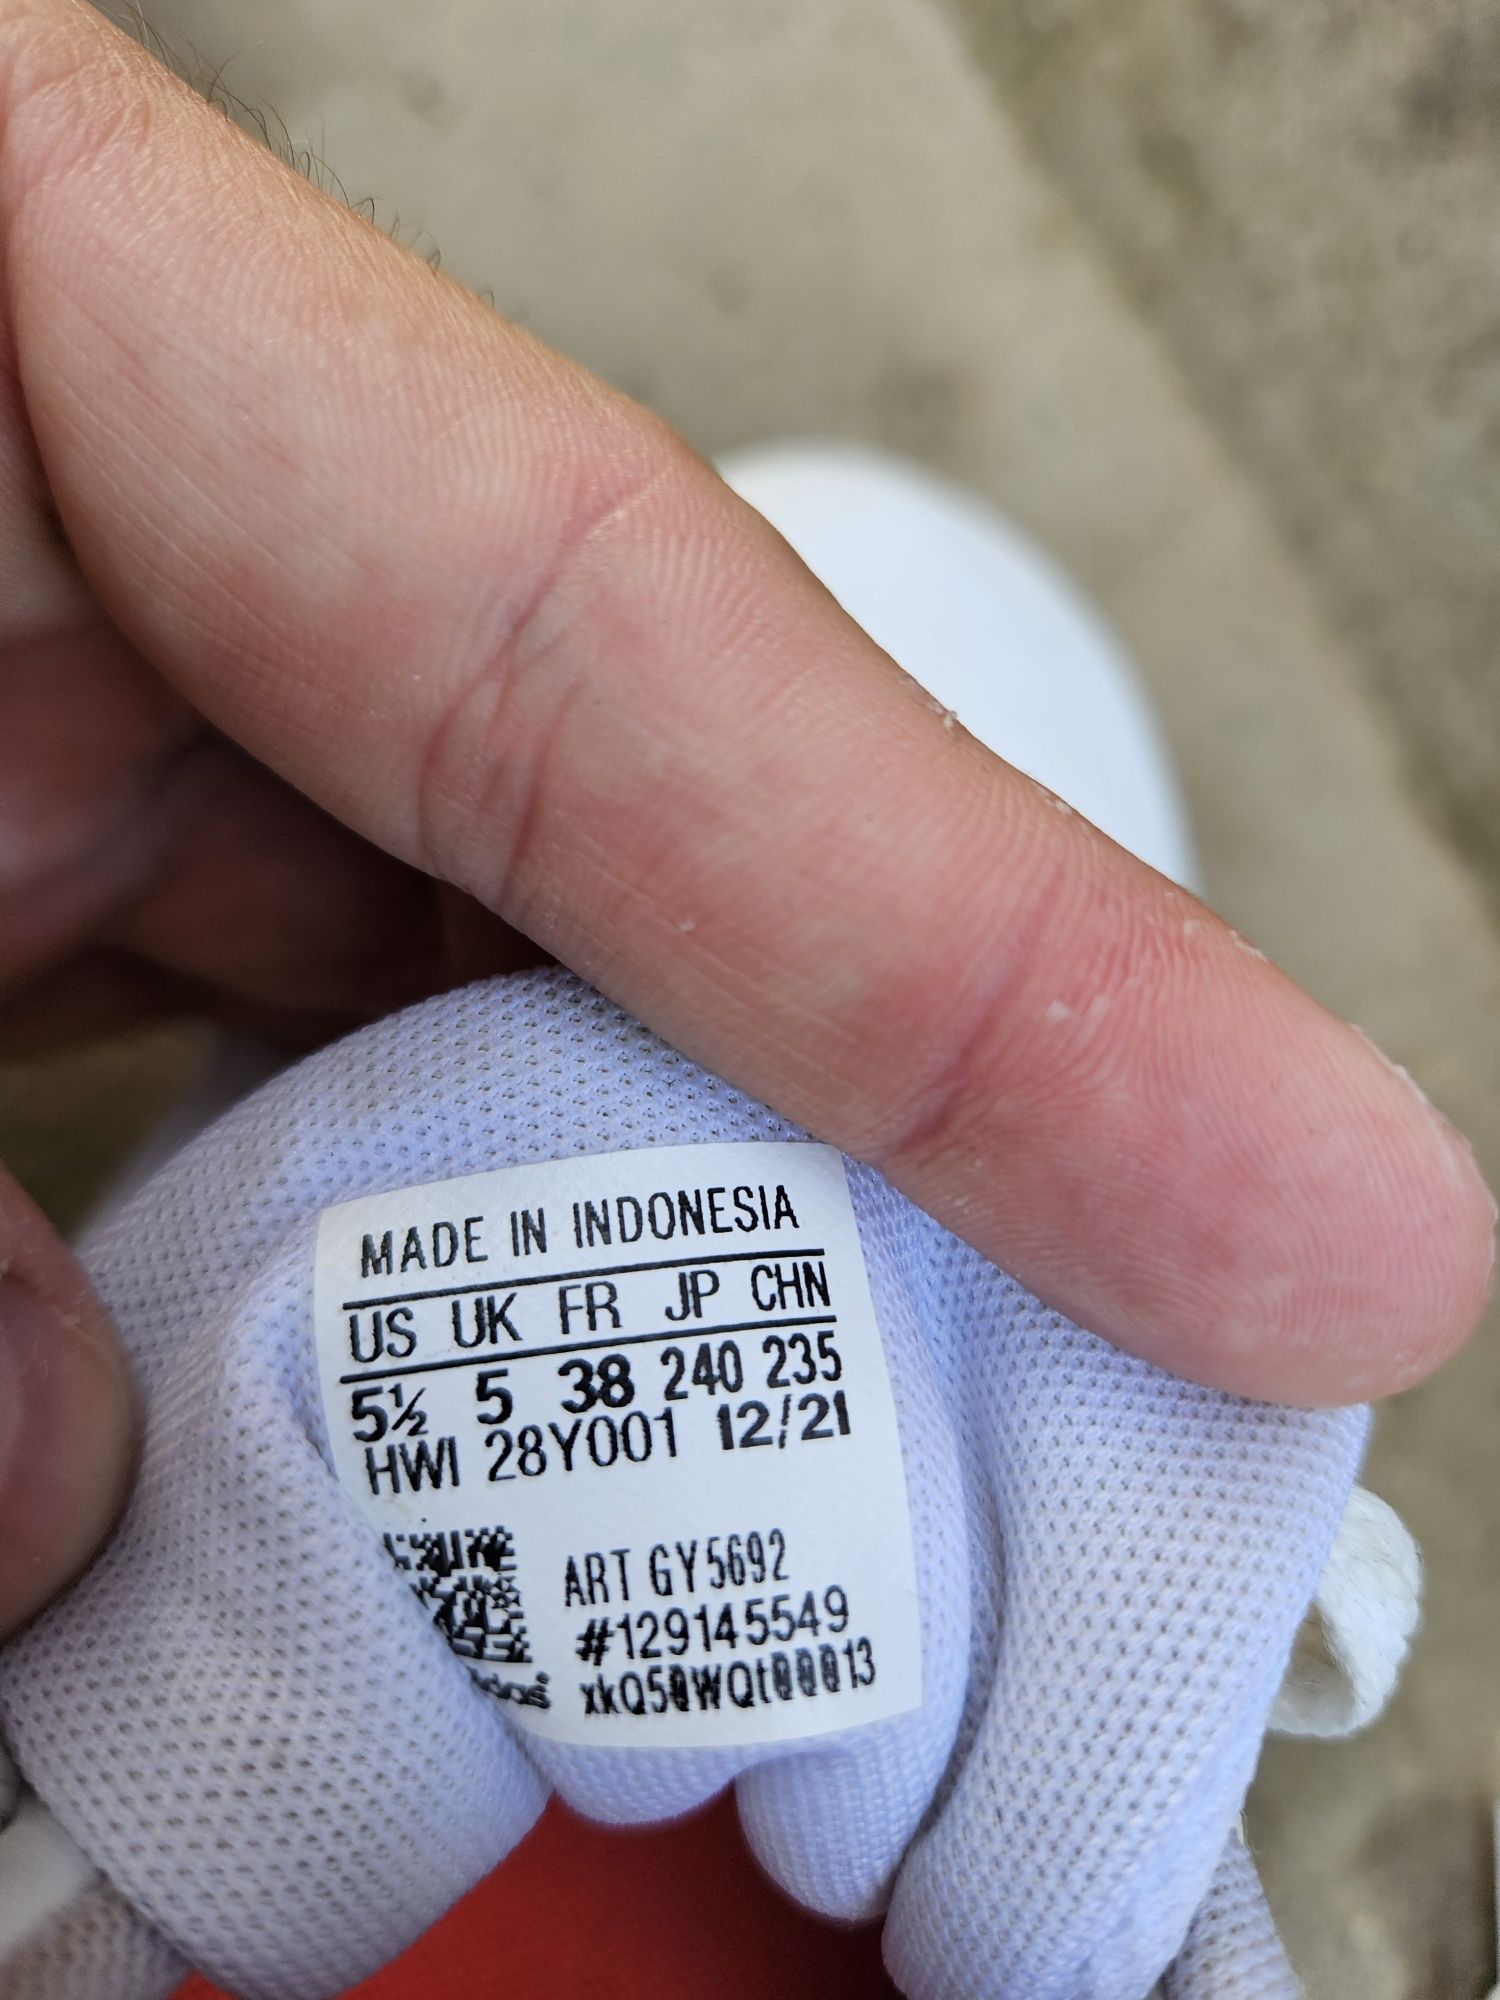 MADE IN INDONESIA
US UK FR JP CHN
5½ 5 38 240 235
HWI 28Y001 12/21
ART GY5692
#129145549
xkQ50WQt00013